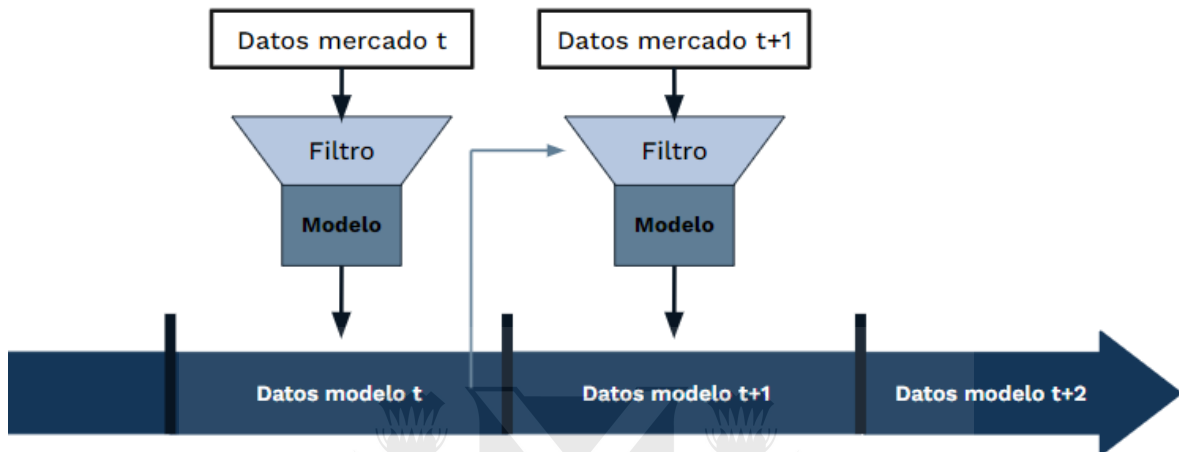 Datos mercado t
Datos mercado t+1
Filtro
Filtro
Modelo
Modelo
Datos modelo t
Datos modelo t+1
Datos modelo t+2